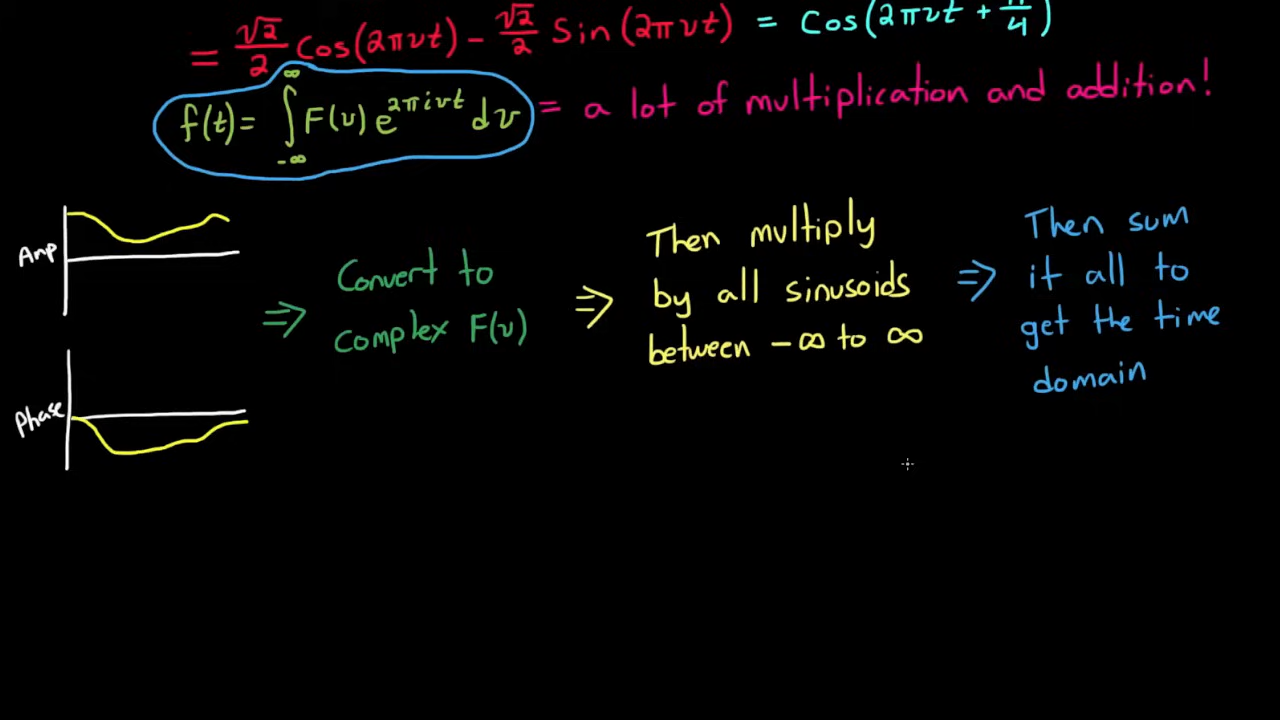 = √2/2 Cos(2πνt) - √2/2 Sin(2πνt) = Cos(2πνt + π/4)
f(t) = ∫_{-∞}^{∞} F(ν) e^{2πiνt} dν = a lot of multiplication and addition!
Amp
Phase
⇒ Convert to
complex F(ν)
⇒ Then multiply
by all sinusoids
between -∞ to ∞
⇒ Then sum
it all to
get the time
domain